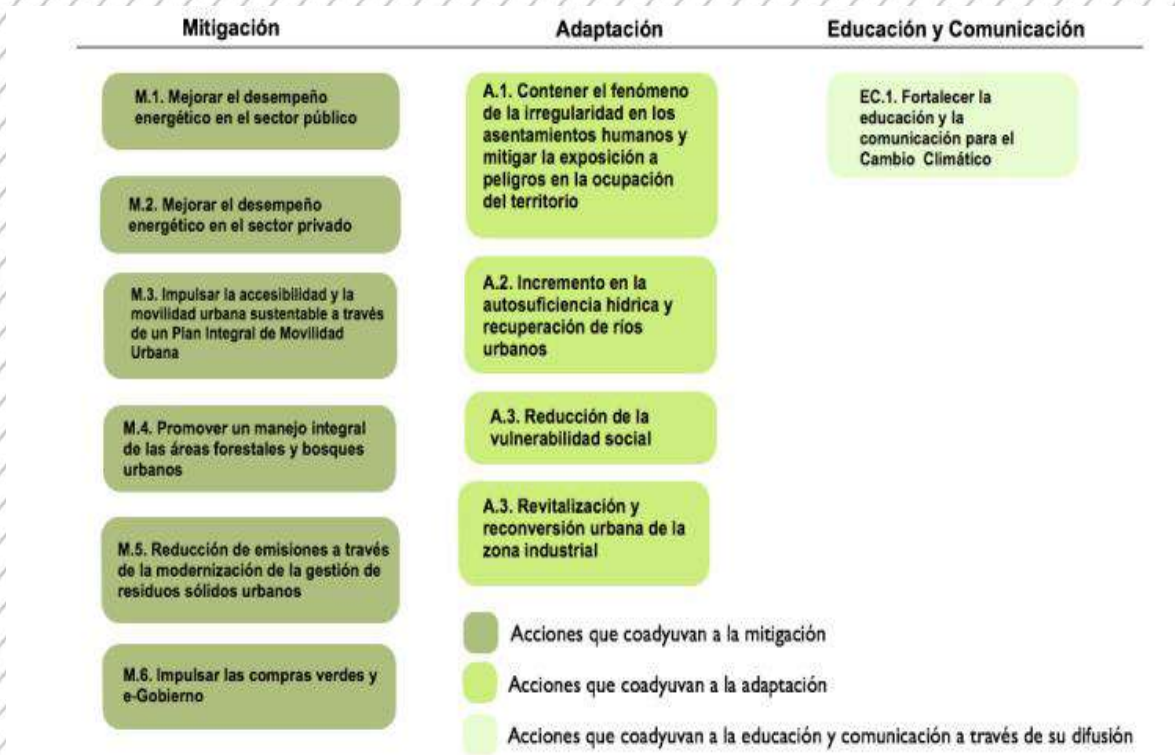 Mitigación
Adaptación
Educación y Comunicación
M.1. Mejorar el desempeño
energético en el sector público
M.2. Mejorar el desempeño
energético en el sector privado
M.3. Impulsar la accesibilidad y la
movilidad urbana sustentable a través
de un Plan Integral de Movilidad
Urbana
M.4. Promover un manejo integral
de las áreas forestales y bosques
urbanos
M.5. Reducción de emisiones a través
de la modernización de la gestión de
residuos sólidos urbanos
M.6. Impulsar las compras verdes y
e-Gobierno
A.1. Contener el fenómeno
de la irregularidad en los
asentamientos humanos y
mitigar la exposición a
peligros en la ocupación
del territorio
A.2. Incremento en la
autosuficiencia hídrica y
recuperación de ríos
urbanos
A.3. Reducción de la
vulnerabilidad social
A.3. Revitalización y
reconversión urbana de la
zona industrial
EC.1. Fortalecer la
educación y la
comunicación para el
Cambio Climático
Acciones que coadyuvan a la mitigación
Acciones que coadyuvan a la adaptación
Acciones que coadyuvan a la educación y comunicación a través de su difusión